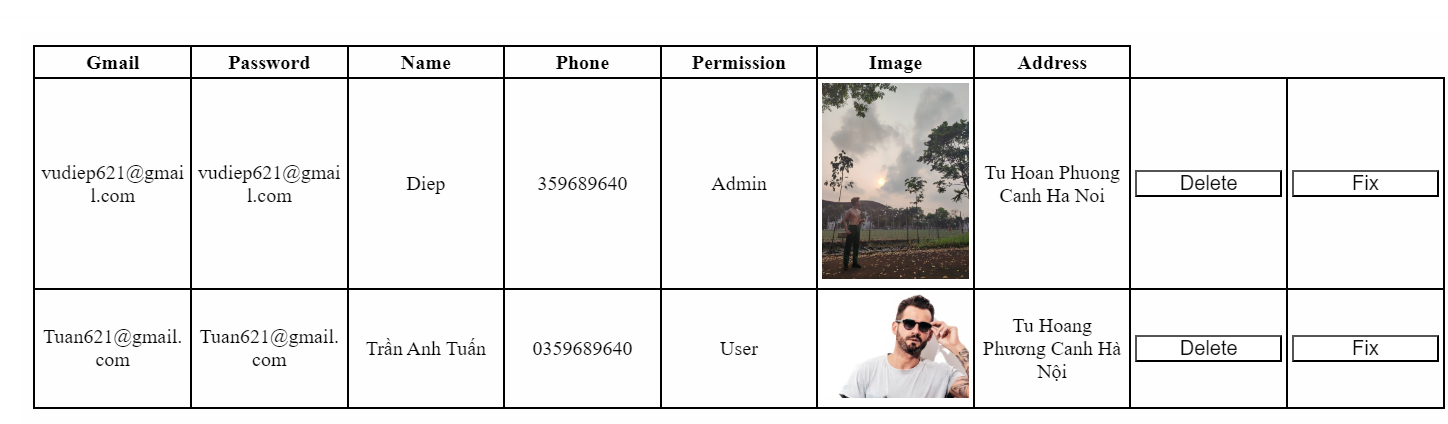 Gmail Password Name Phone Permission Image Address
vudiep621@gmai vudiep621@gmai Diep 359689640 Admin Tu Hoan Phuong Delete Fix
l.com l.com Canh Ha Noi
Tuan621@gmail. Tuan621@gmail. Trần Anh Tuấn 0359689640 User Tu Hoang Delete Fix
com com Phương Canh Hà
Nội